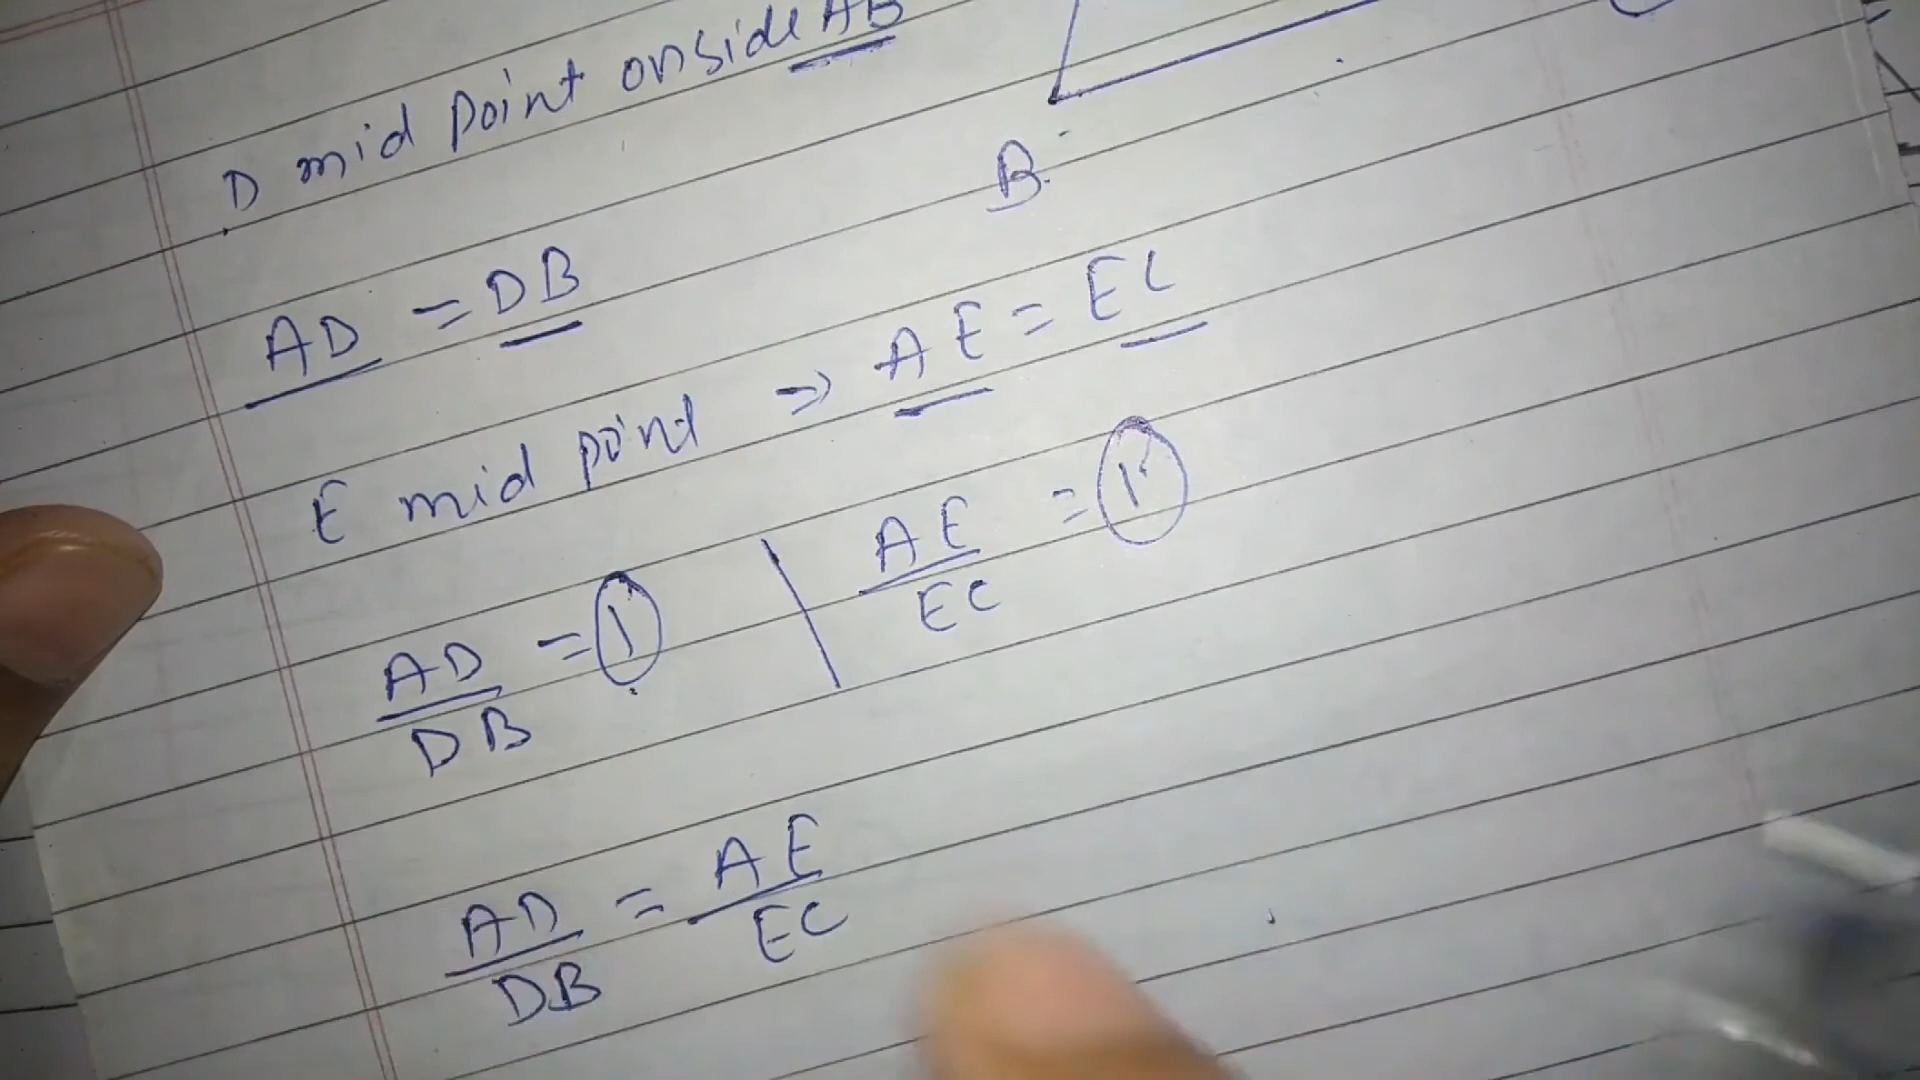 D mid point on side AB
B
AD = DB
E mid point ⇒ AE = EC
AD/DB = 1 | AE/EC = 1
AD/DB = AE/EC